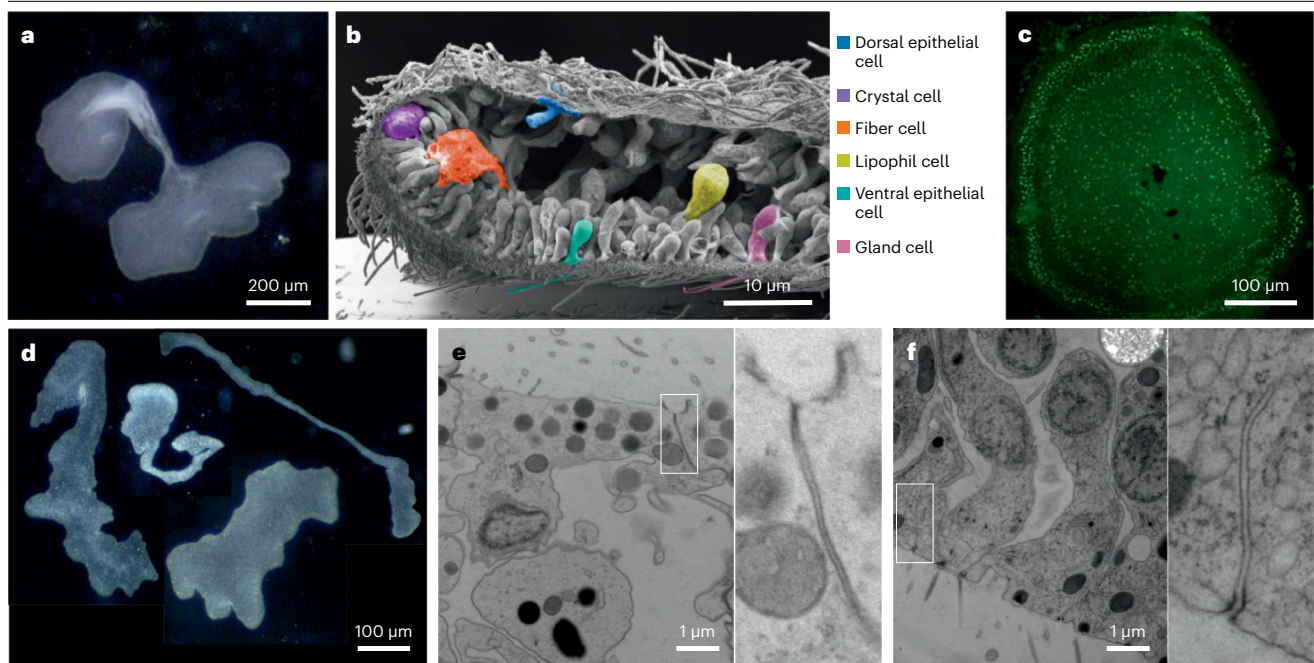 a
200 µm
b
10 µm
Dorsal epithelial
cell
Crystal cell
Fiber cell
Lipophil cell
Ventral epithelial
cell
Gland cell
c
100 µm
d
100 µm
e
1 µm
f
1 µm